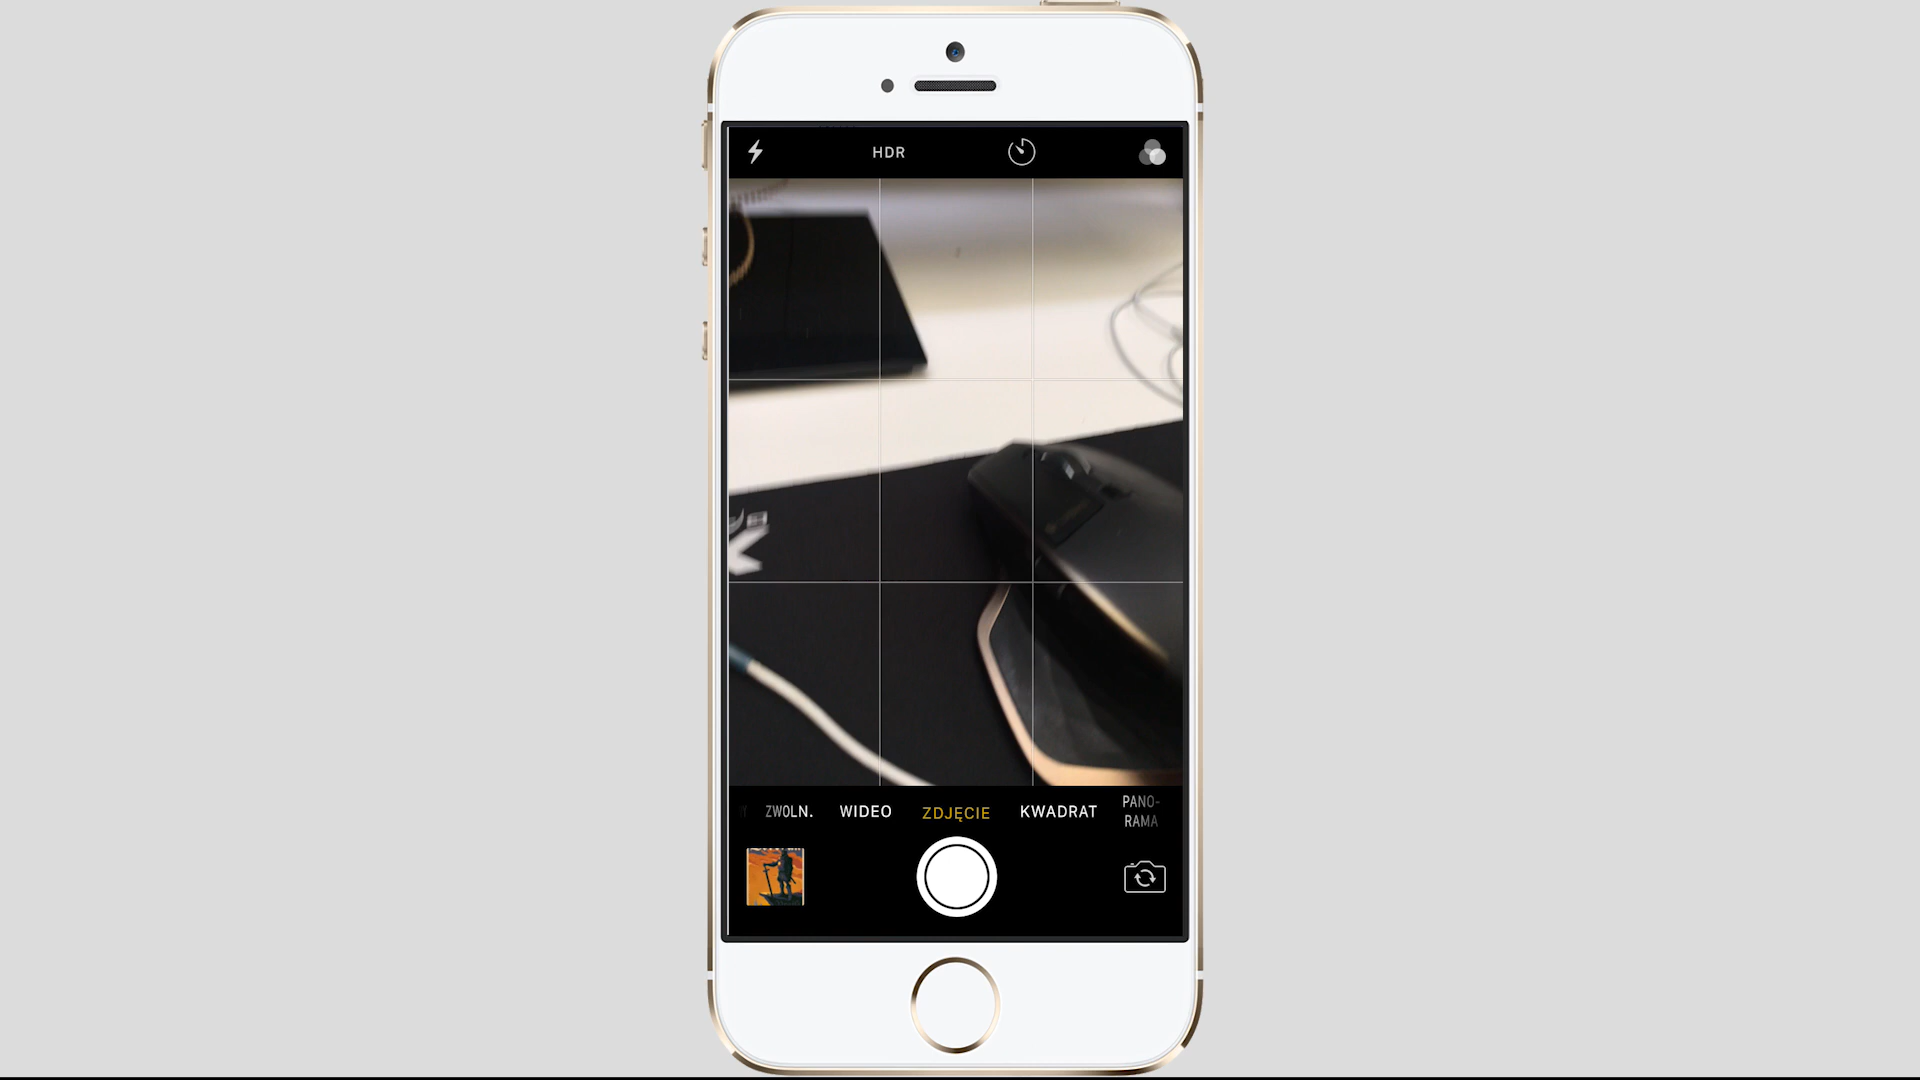 HDR
ZWOLN.
WIDEO
ZDJĘCIE
KWADRAT
PANO-
RAMA